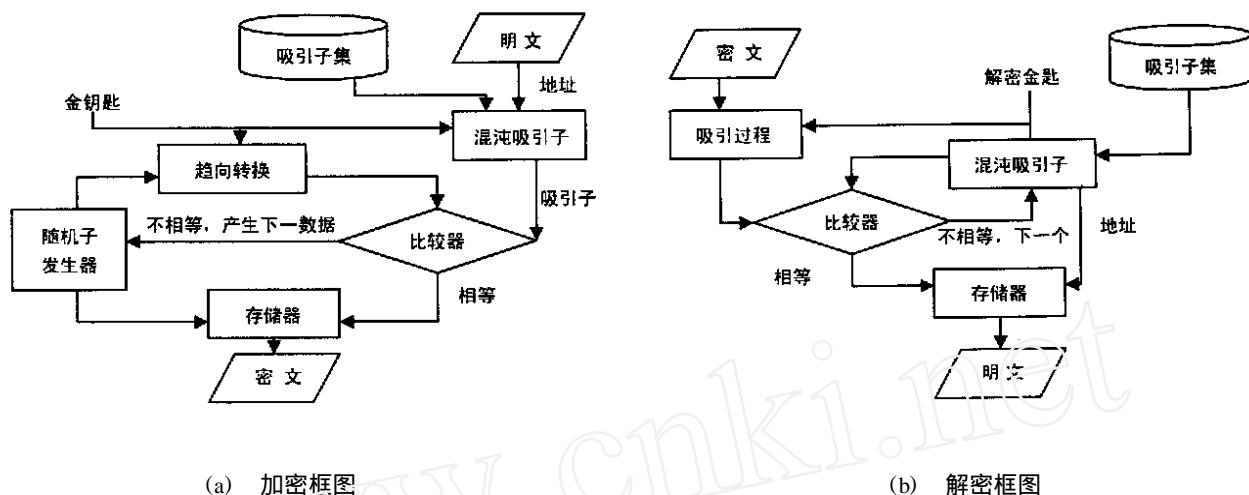 吸引子集
明 文
地址
金钥匙
混沌吸引子
趋向转换
吸引子
不相等，产生下一数据
随机子
发生器
比较器
相等
存储器
密 文
(a) 加密框图
密 文
解密金匙
吸引子集
吸引过程
混沌吸引子
比较器
不相等，下一个
地址
相等
存储器
明 文
(b) 解密框图
www.cnki.net